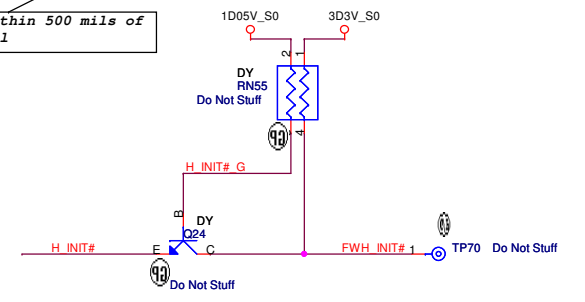 thin 500 mils of
l
1D05V_S0
3D3V_S0
2
1
DY
RN55
Do Not Stuff
4
H_INIT#_G
B
DY
Q24
H_INIT#
E
C
FWH_INIT#
1
TP70
Do Not Stuff
Do Not Stuff